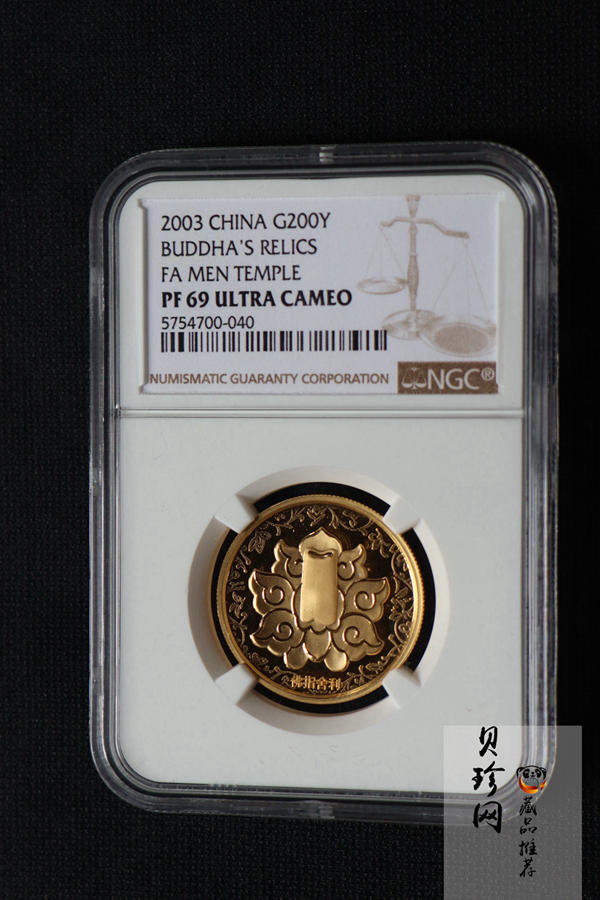 2003 CHINA G200Y
BUDDHA'S RELICS
FA MEN TEMPLE
PF 69 ULTRA CAMEO
5754700-040
NUMISMATIC GUARANTY CORPORATION
NGC®
佛指舍利
贝珍网
藏品推荐